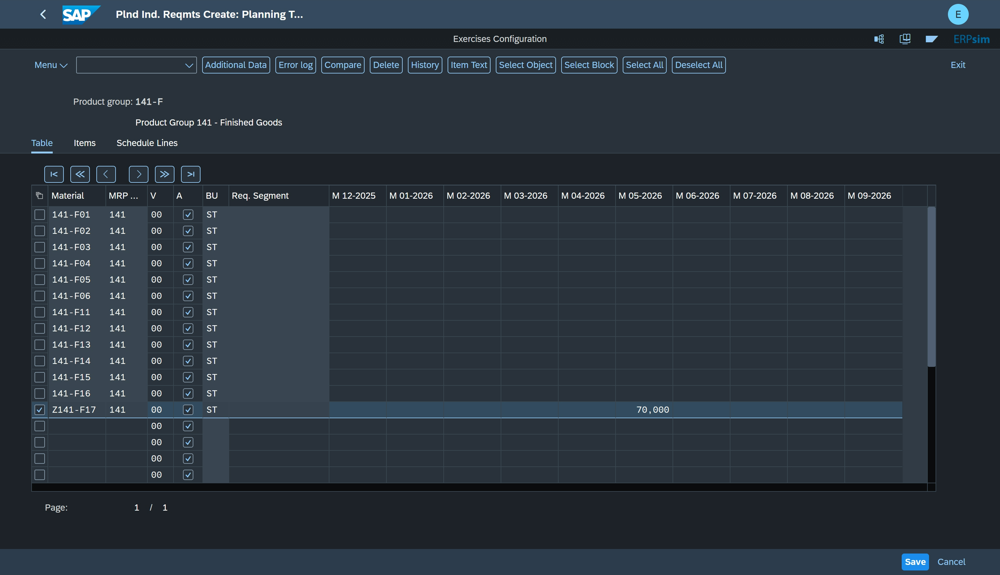 SAP Plnd Ind. Reqmts Create: Planning T... E
Exercises Configuration ERPsim
Menu Additional Data Error log Compare Delete History Item Text Select Object Select Block Select All Deselect All Exit
Product group: 141-F
Product Group 141 - Finished Goods
Table Items Schedule Lines
Material MRP ... V A BU Req. Segment M 12-2025 M 01-2026 M 02-2026 M 03-2026 M 04-2026 M 05-2026 M 06-2026 M 07-2026 M 08-2026 M 09-2026
141-F01 141 00 ST
141-F02 141 00 ST
141-F03 141 00 ST
141-F04 141 00 ST
141-F05 141 00 ST
141-F06 141 00 ST
141-F11 141 00 ST
141-F12 141 00 ST
141-F13 141 00 ST
141-F14 141 00 ST
141-F15 141 00 ST
141-F16 141 00 ST
Z141-F17 141 00 ST 70,000
00
00
00
00
Page: 1 / 1
Save Cancel